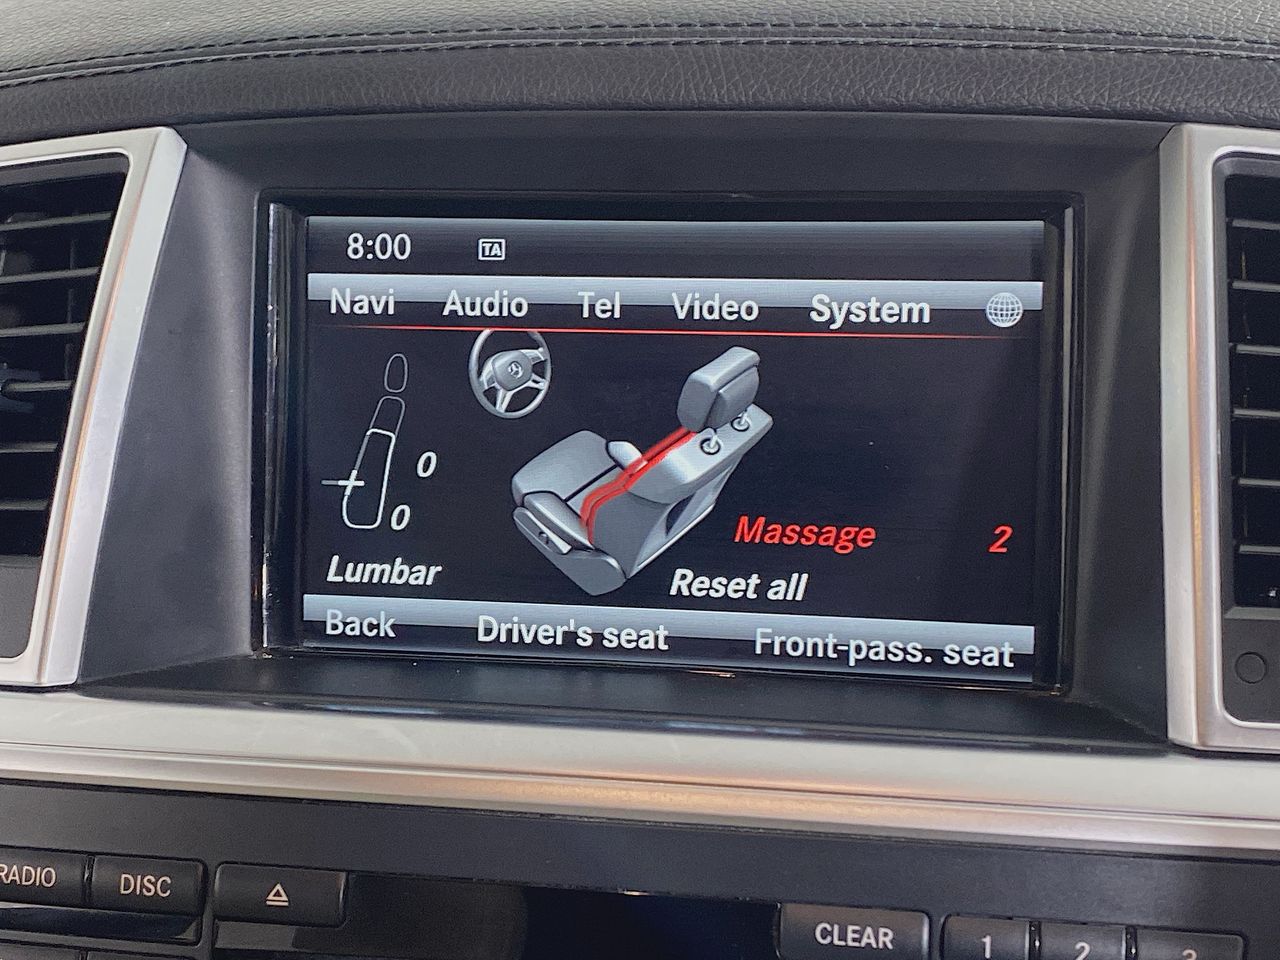 8:00 TA
Navi Audio Tel Video System
0
0
Massage 2
Lumbar
Reset all
Back Driver's seat Front-pass. seat
RADIO DISC
CLEAR 1 2 3